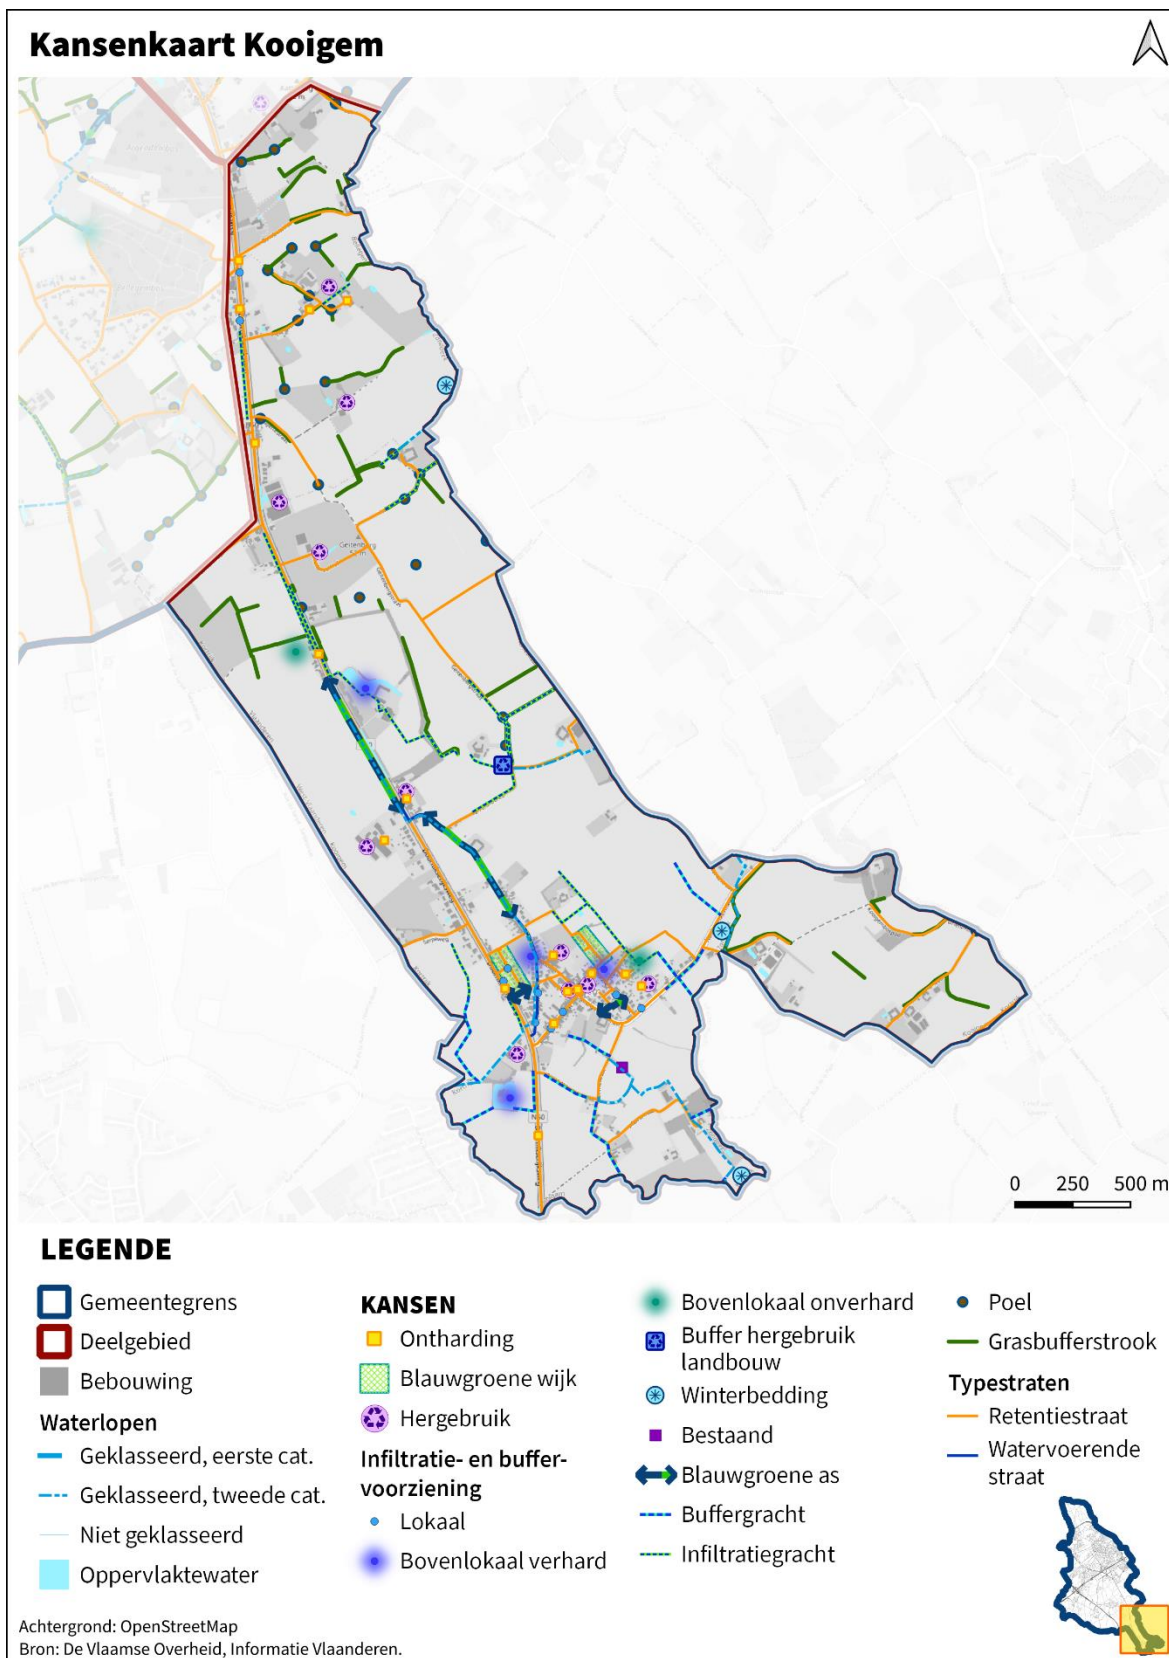 Kansenkaart Kooigem
Geitenberg
N50
0 250 500 m
LEGENDE
Gemeentegrens
Deelgebied
Bebouwing
Waterlopen
Geklasseerd, eerste cat.
Geklasseerd, tweede cat.
Niet geklasseerd
Oppervlaktewater
KANSEN
Ontharding
Blauwgroene wijk
Hergebruik
Infiltratie- en buffer-
voorziening
Lokaal
Bovenlokaal verhard
Bovenlokaal onverhard
Buffer hergebruik
landbouw
Winterbedding
Bestaand
Blauwgroene as
Buffergracht
Infiltratiegracht
Poel
Grasbufferstrook
Typestraten
Retentiestraat
Watervoerende
straat
Achtergrond: OpenStreetMap
Bron: De Vlaamse Overheid, Informatie Vlaanderen.